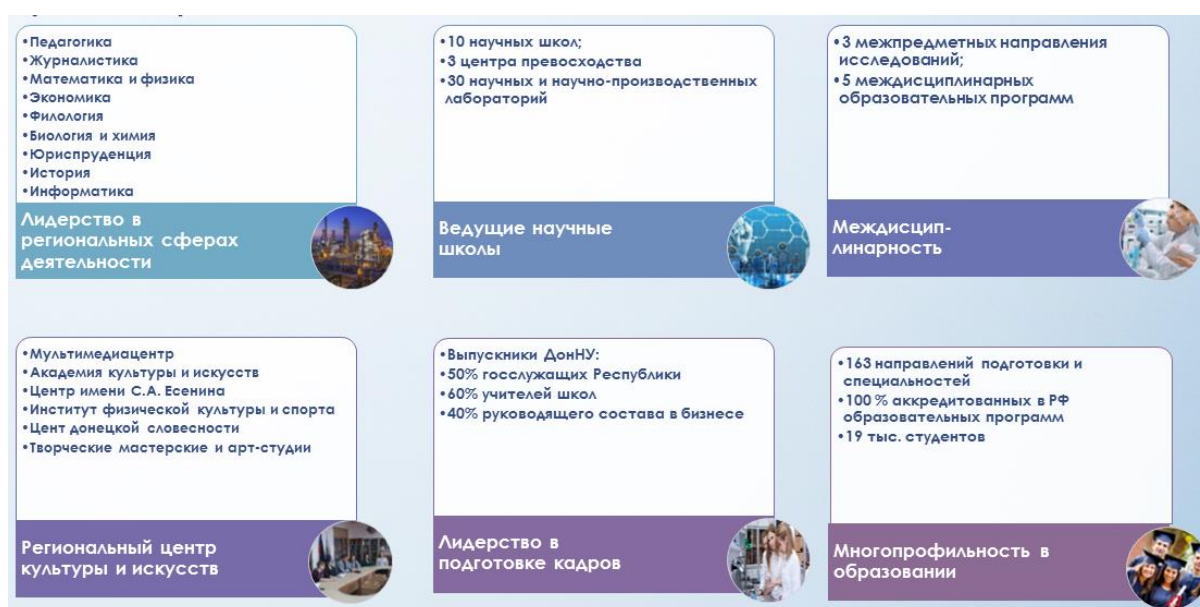 •Педагогика
•Журналистика
•Математика и физика
•Экономика
•Филология
•Биология и химия
•Юриспруденция
•История
•Информатика
Лидерство в
региональных сферах
деятельности
•10 научных школ;
•3 центра превосходства
•30 научных и научно-производственных
лабораторий
Ведущие научные
школы
•3 межпредметных направления
исследований;
•5 междисциплинарных
образовательных программ
Междисцип-
линарность
•Мультимедиацентр
•Академия культуры и искусств
•Центр имени С.А. Есенина
•Институт физической культуры и спорта
•Цент донецкой словесности
•Творческие мастерские и арт-студии
Региональный центр
культуры и искусств
•Выпускники ДонНУ:
•50% госслужащих Республики
•60% учителей школ
•40% руководящего состава в бизнесе
Лидерство в
подготовке кадров
•163 направлений подготовки и
специальностей
•100 % аккредитованных в РФ
образовательных программ
•19 тыс. студентов
Многопрофильность в
образовании